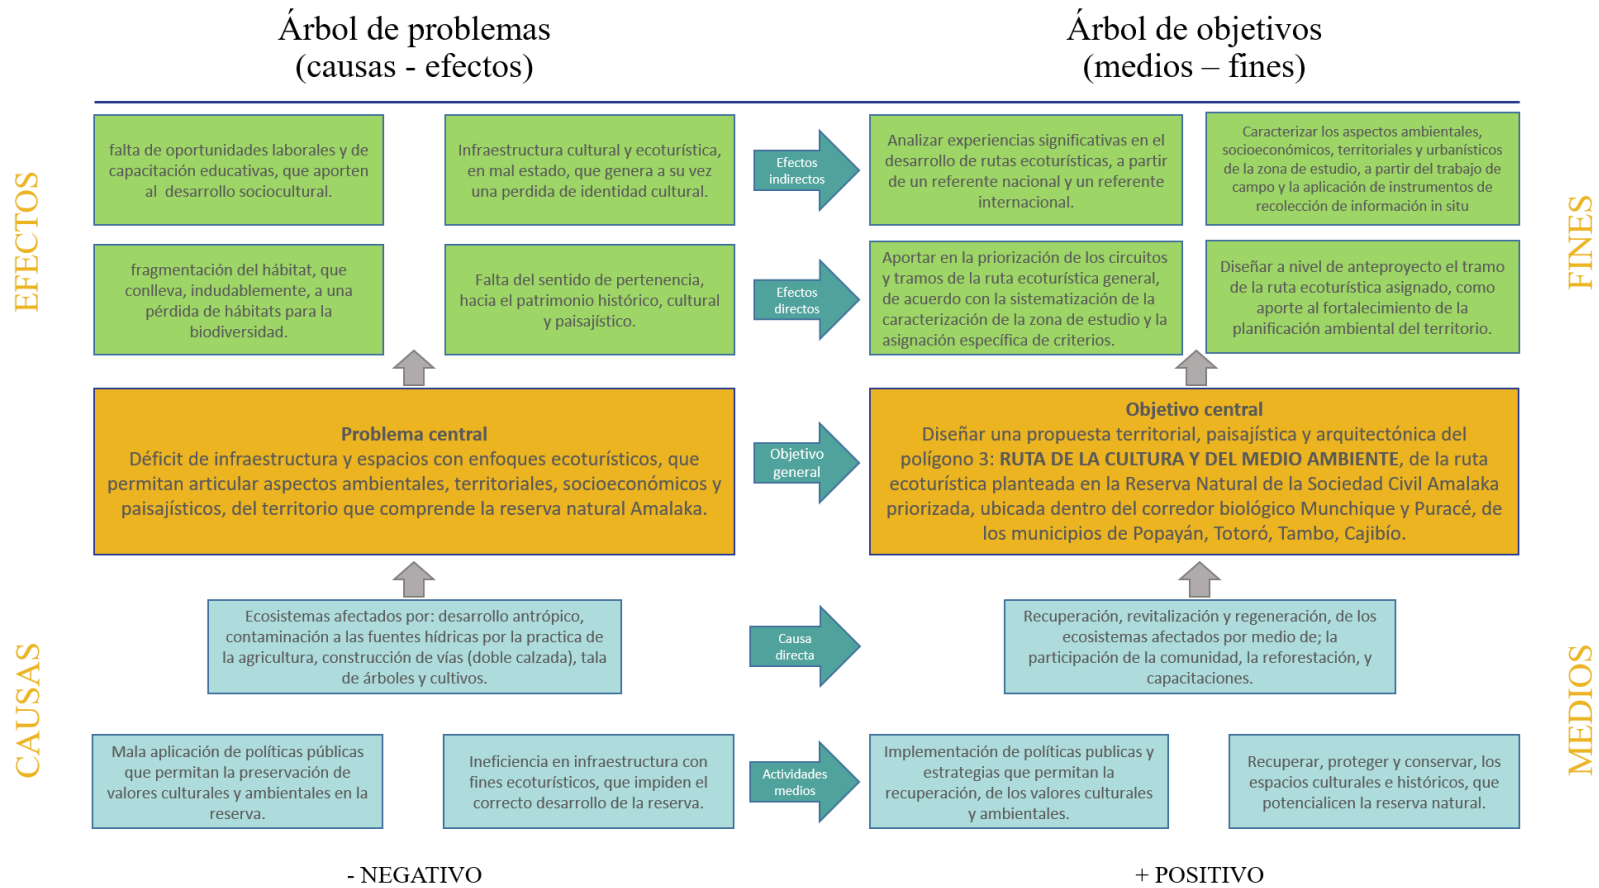 Árbol de problemas
(causas - efectos)
Árbol de objetivos
(medios – fines)
EFECTOS
falta de oportunidades laborales y de
capacitación educativas, que aporten
al desarrollo sociocultural.
Infraestructura cultural y ecoturística,
en mal estado, que genera a su vez
una perdida de identidad cultural.
Efectos
indirectos
Analizar experiencias significativas en el
desarrollo de rutas ecoturísticas, a partir
de un referente nacional y un referente
internacional.
Caracterizar los aspectos ambientales,
socioeconómicos, territoriales y urbanísticos
de la zona de estudio, a partir del trabajo de
campo y la aplicación de instrumentos de
recolección de información in situ
FINES
fragmentación del hábitat, que
conlleva, indudablemente, a una
pérdida de hábitats para la
biodiversidad.
Falta del sentido de pertenencia,
hacia el patrimonio histórico, cultural
y paisajístico.
Efectos
directos
Aportar en la priorización de los circuitos
y tramos de la ruta ecoturística general,
de acuerdo con la sistematización de la
caracterización de la zona de estudio y la
asignación específica de criterios.
Diseñar a nivel de anteproyecto el tramo
de la ruta ecoturística asignado, como
aporte al fortalecimiento de la
planificación ambiental del territorio.
Problema central
Déficit de infraestructura y espacios con enfoques ecoturísticos, que
permitan articular aspectos ambientales, territoriales, socioeconómicos y
paisajísticos, del territorio que comprende la reserva natural Amalaka.
Objetivo
general
Objetivo central
Diseñar una propuesta territorial, paisajística y arquitectónica del
polígono 3: RUTA DE LA CULTURA Y DEL MEDIO AMBIENTE, de la ruta
ecoturística planteada en la Reserva Natural de la Sociedad Civil Amalaka
priorizada, ubicada dentro del corredor biológico Munchique y Puracé, de
los municipios de Popayán, Totoró, Tambo, Cajibío.
CAUSAS
Ecosistemas afectados por: desarrollo antrópico,
contaminación a las fuentes hídricas por la practica de
la agricultura, construcción de vías (doble calzada), tala
de árboles y cultivos.
Causa
directa
Recuperación, revitalización y regeneración, de los
ecosistemas afectados por medio de; la
participación de la comunidad, la reforestación, y
capacitaciones.
MEDIOS
Mala aplicación de políticas públicas
que permitan la preservación de
valores culturales y ambientales en la
reserva.
Ineficiencia en infraestructura con
fines ecoturísticos, que impiden el
correcto desarrollo de la reserva.
Actividades
medios
Implementación de políticas publicas y
estrategias que permitan la
recuperación, de los valores culturales
y ambientales.
Recuperar, proteger y conservar, los
espacios culturales e históricos, que
potencialicen la reserva natural.
- NEGATIVO
+ POSITIVO